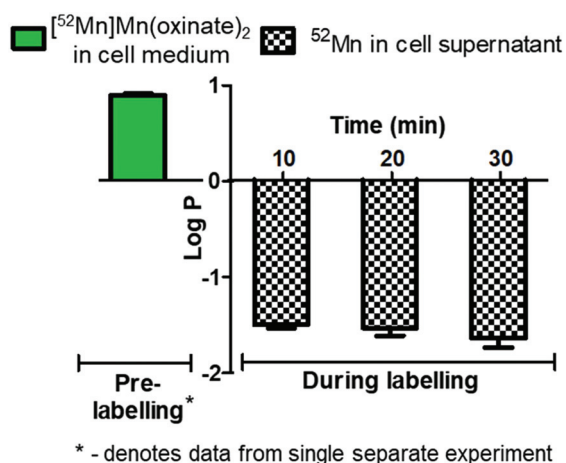 [⁵²Mn]Mn(oxinate)₂
in cell medium
⁵²Mn in cell supernatant
1
Time (min)
10 20 30
0
Log P
-1
-2
Pre-
labelling*
During labelling
* - denotes data from single separate experiment